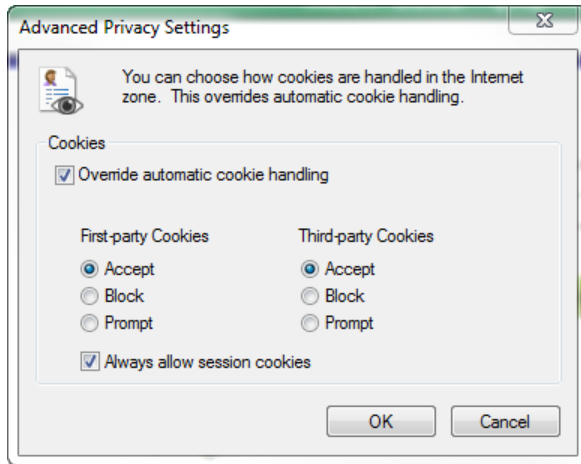 Advanced Privacy Settings
You can choose how cookies are handled in the Internet
zone. This overrides automatic cookie handling.
Cookies
Override automatic cookie handling
First-party Cookies Third-party Cookies
Accept Accept
Block Block
Prompt Prompt
Always allow session cookies
OK Cancel